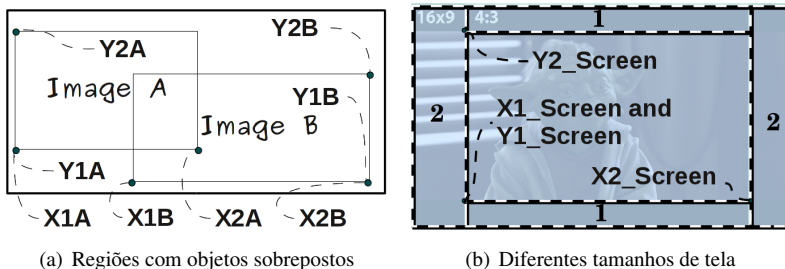 Y2A
Y2B
Image A
Y1B
Image B
Y1A
X1A
X1B
X2A
X2B
(a) Regiões com objetos sobrepostos
16x9
4:3
1
Y2_Screen
2
X1_Screen and
Y1_Screen
2
X2_Screen
1
(b) Diferentes tamanhos de tela